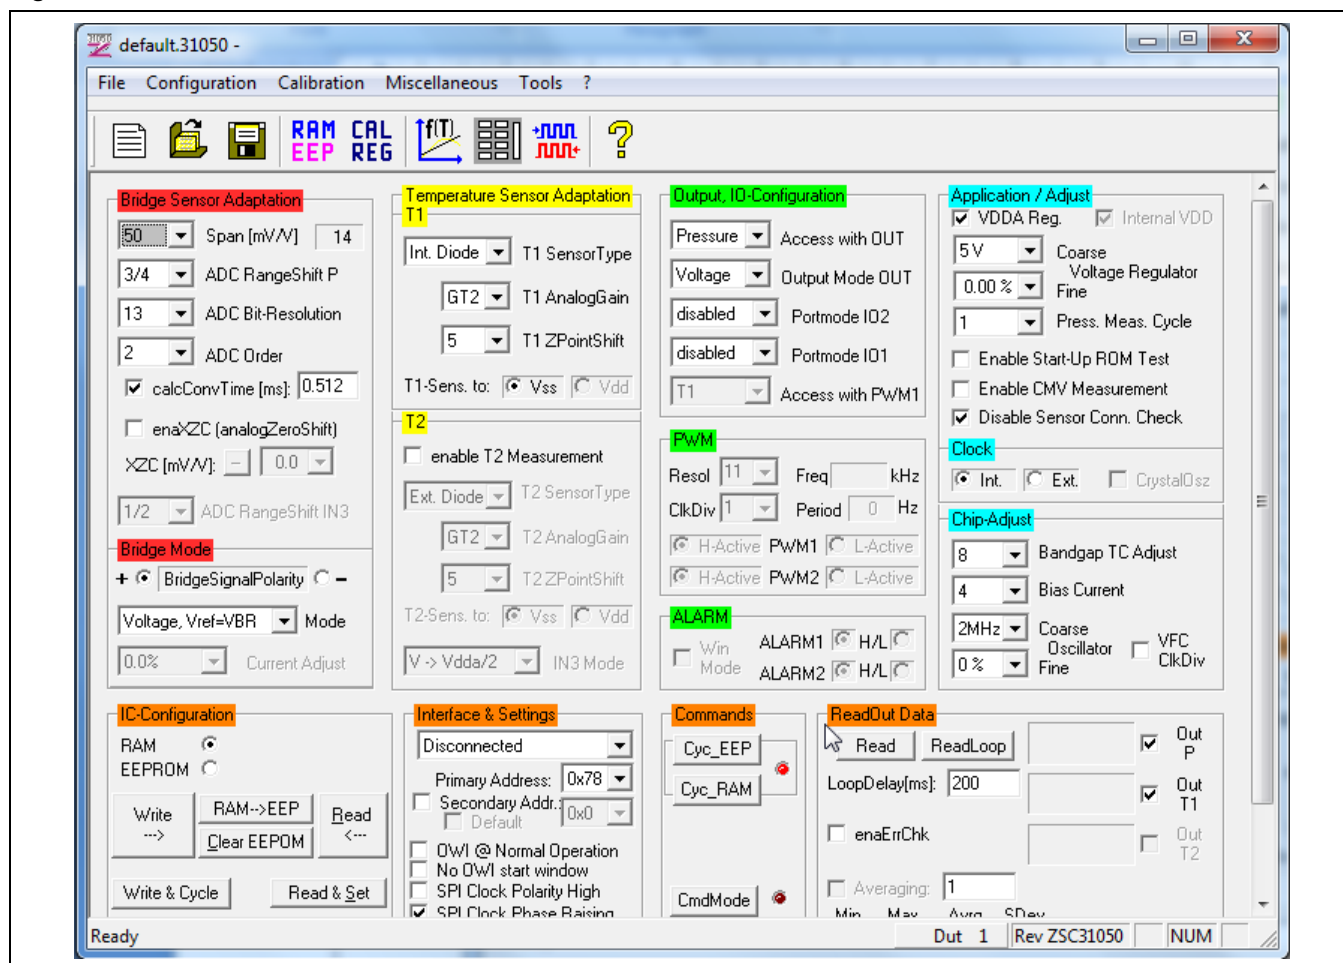 default.31050 -
File Configuration Calibration Miscellaneous Tools ?
RAM EEP
CAL REG
f(T)
Bridge Sensor Adaptation
50 Span [mV/V] 14
3/4 ADC RangeShift P
13 ADC Bit-Resolution
2 ADC Order
calcConvTime [ms]: 0.512
enaXZC (analogZeroShift)
XZC [mV/V]: – 0.0
1/2 ADC RangeShift IN3
Bridge Mode
+ BridgeSignalPolarity –
Voltage, Vref=VBR Mode
0.0% Current Adjust
Temperature Sensor Adaptation
T1
Int. Diode T1 SensorType
GT2 T1 AnalogGain
5 T1 ZPointShift
T1-Sens. to: Vss Vdd
T2
enable T2 Measurement
Ext. Diode T2 SensorType
GT2 T2 AnalogGain
5 T2 ZPointShift
T2-Sens. to: Vss Vdd
V -> Vdda/2 IN3 Mode
Output, IO-Configuration
Pressure Access with OUT
Voltage Output Mode OUT
disabled Portmode IO2
disabled Portmode IO1
T1 Access with PWM1
PWM
Resol 11 Freq kHz
ClkDiv 1 Period 0 Hz
H-Active PWM1 L-Active
H-Active PWM2 L-Active
ALARM
Win Mode
ALARM1 H/L
ALARM2 H/L
Application / Adjust
VDDA Reg. Internal VDD
5 V Coarse
Voltage Regulator
0.00 % Fine
1 Press. Meas. Cycle
Enable Start-Up ROM Test
Enable CMV Measurement
Disable Sensor Conn. Check
Clock
Int. Ext. CrystalOsz
Chip-Adjust
8 Bandgap TC Adjust
4 Bias Current
2MHz Coarse
Oscillator
0 % Fine
VFC
ClkDiv
IC-Configuration
RAM
EEPROM
Write
--->
RAM-->EEP
Clear EEPOM
Read
<---
Write & Cycle Read & Set
Interface & Settings
Disconnected
Primary Address: 0x78
Secondary Addr.: 0x0
Default
OWI @ Normal Operation
No OWI start window
SPI Clock Polarity High
SPI Clock Phase Raising
Commands
Cyc_EEP
Cyc_RAM
CmdMode
ReadOut Data
Read ReadLoop
Out P
LoopDelay[ms]: 200
Out T1
enaErrChk
Out T2
Averaging: 1
Min Max Avrg SDev
Ready Dut 1 Rev ZSC31050 NUM